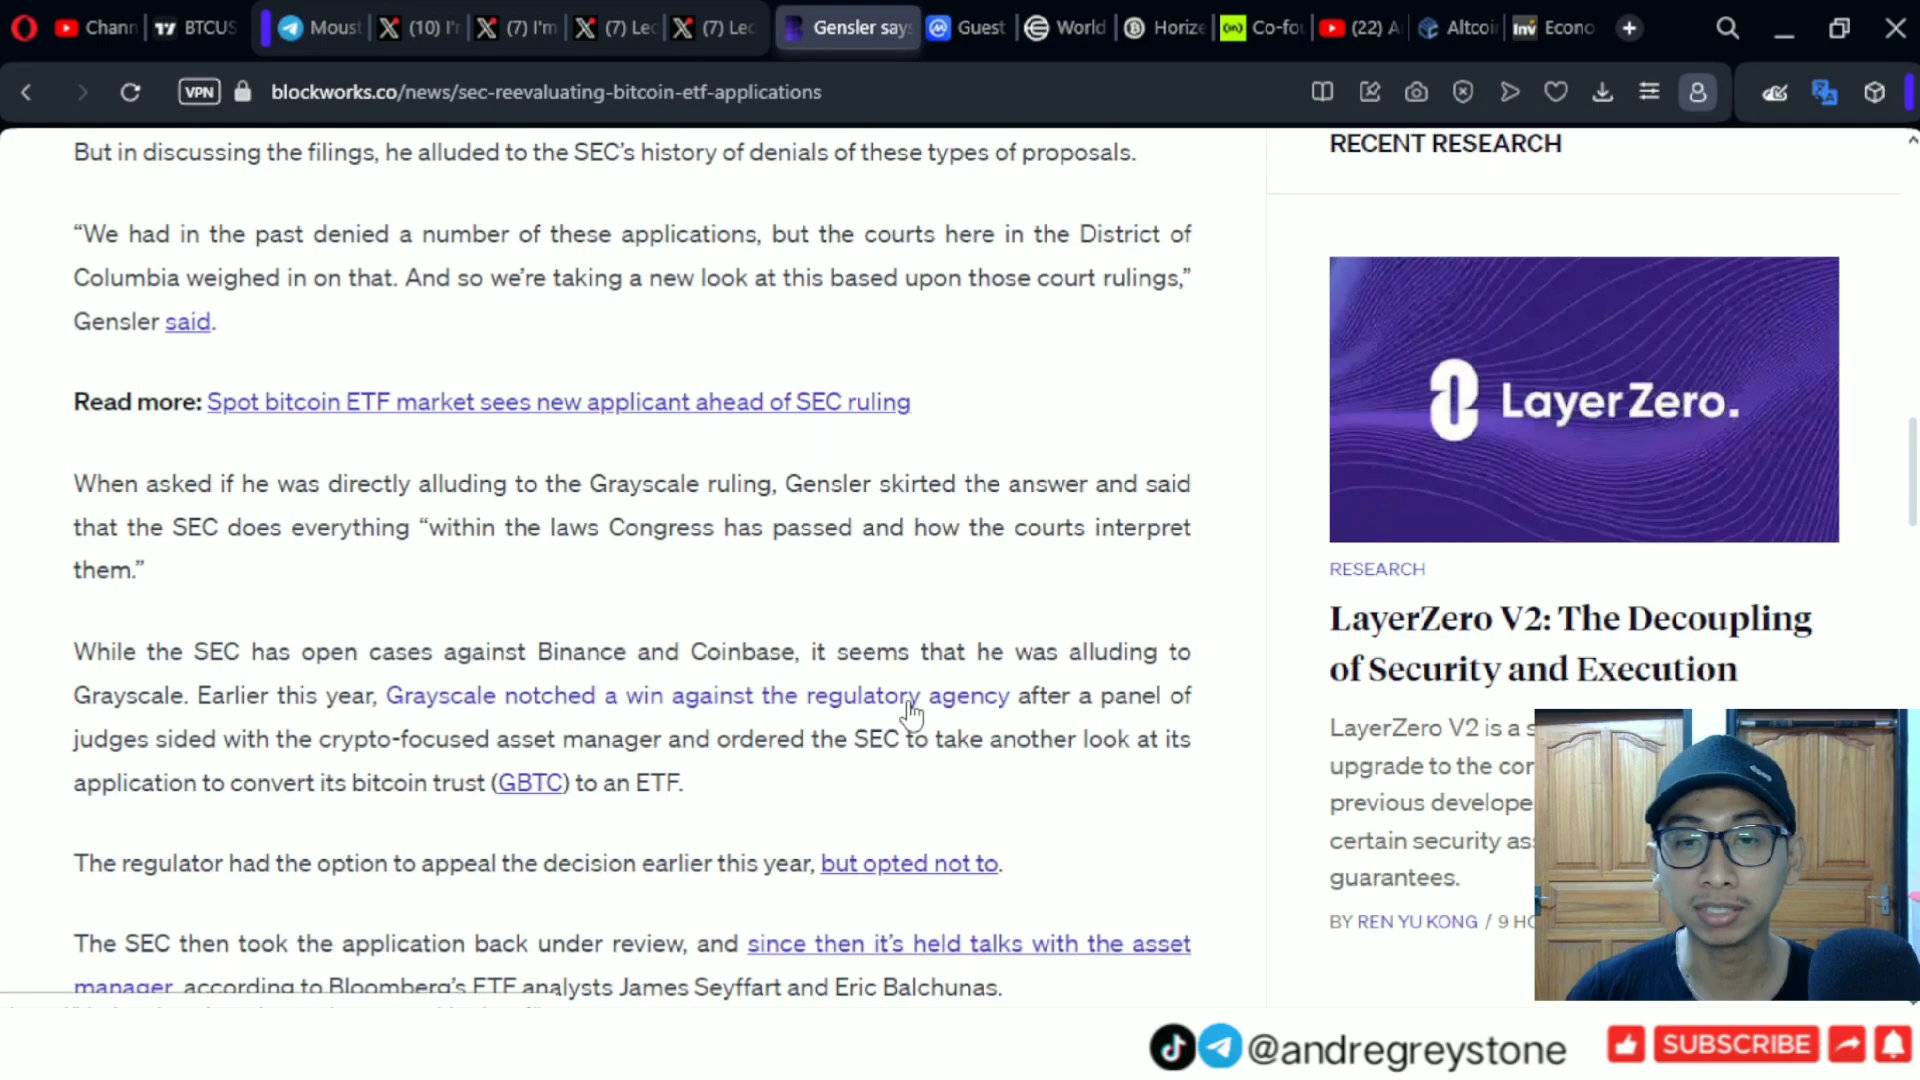 Chann
BTCUS
Moust
(10) I'm
(7) I'm
(7) Lec
(7) Lec
Gensler says
Guest
World
Horize
Co-fou
(22) A
Altcoin
Econo
VPN
blockworks.co/news/sec-reevaluating-bitcoin-etf-applications
But in discussing the filings, he alluded to the SEC’s history of denials of these types of proposals.
“We had in the past denied a number of these applications, but the courts here in the District of
Columbia weighed in on that. And so we’re taking a new look at this based upon those court rulings,”
Gensler said.
Read more: Spot bitcoin ETF market sees new applicant ahead of SEC ruling
When asked if he was directly alluding to the Grayscale ruling, Gensler skirted the answer and said
that the SEC does everything “within the laws Congress has passed and how the courts interpret
them.”
While the SEC has open cases against Binance and Coinbase, it seems that he was alluding to
Grayscale. Earlier this year, Grayscale notched a win against the regulatory agency after a panel of
judges sided with the crypto-focused asset manager and ordered the SEC to take another look at its
application to convert its bitcoin trust (GBTC) to an ETF.
The regulator had the option to appeal the decision earlier this year, but opted not to.
The SEC then took the application back under review, and since then it’s held talks with the asset
manager, according to Bloomberg’s ETF analysts James Seyffart and Eric Balchunas.
RECENT RESEARCH
LayerZero.
RESEARCH
LayerZero V2: The Decoupling
of Security and Execution
LayerZero V2 is a s
upgrade to the cor
previous develope
certain security ass
guarantees.
BY REN YU KONG / 9 HO
@andregreystone
SUBSCRIBE